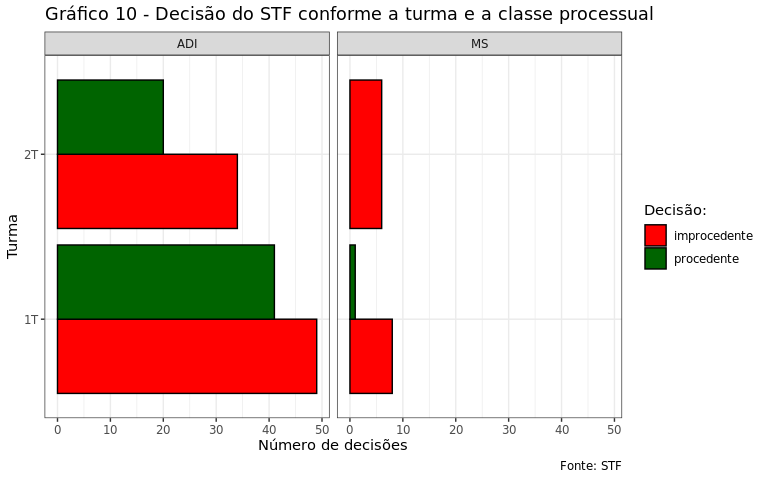 Gráfico 10 - Decisão do STF conforme a turma e a classe processual
ADI
MS
2T
1T
Turma
0 10 20 30 40 50
0 10 20 30 40 50
Número de decisões
Decisão:
improcedente
procedente
Fonte: STF